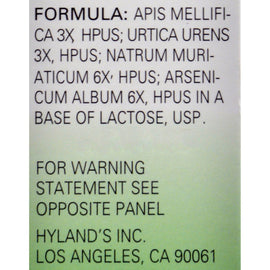 FORMULA: APIS MELLIFI-
CA 3X, HPUS; URTICA URENS
3X, HPUS; NATRUM MURI-
ATICUM 6X, HPUS; ARSENI-
CUM ALBUM 6X, HPUS IN A
BASE OF LACTOSE, USP.
FOR WARNING
STATEMENT SEE
OPPOSITE PANEL
HYLAND'S INC.
LOS ANGELES, CA 90061